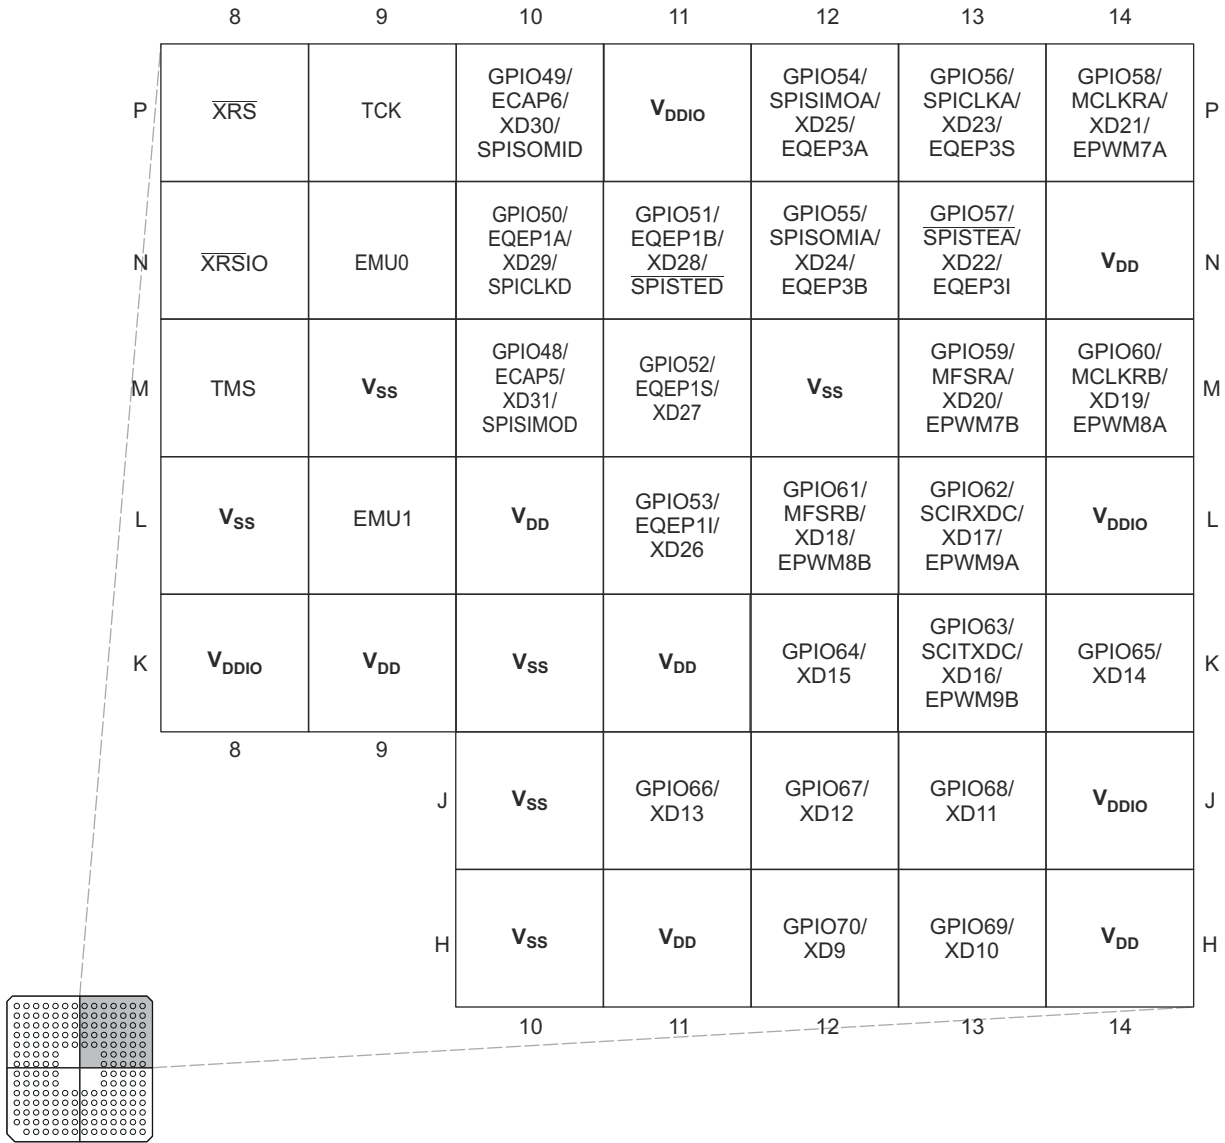 8 9 10 11 12 13 14
P
X̅R̅S̅
TCK
GPIO49/
ECAP6/
XD30/
SPISOMID
VDDIO
GPIO54/
SPISIMOA/
XD25/
EQEP3A
GPIO56/
SPICLKA/
XD23/
EQEP3S
GPIO58/
MCLKRA/
XD21/
EPWM7A
P
N
X̅R̅S̅IO
EMU0
GPIO50/
EQEP1A/
XD29/
SPICLKD
GPIO51/
EQEP1B/
XD28/
S̅P̅I̅S̅T̅E̅D̅
GPIO55/
SPISOMIA/
XD24/
EQEP3B
GPIO57/
S̅P̅I̅S̅T̅E̅A̅/
XD22/
EQEP3I
VDD
N
M
TMS
VSS
GPIO48/
ECAP5/
XD31/
SPISIMOD
GPIO52/
EQEP1S/
XD27
VSS
GPIO59/
MFSRA/
XD20/
EPWM7B
GPIO60/
MCLKRB/
XD19/
EPWM8A
M
L
VSS
EMU1
VDD
GPIO53/
EQEP1I/
XD26
GPIO61/
MFSRB/
XD18/
EPWM8B
GPIO62/
SCIRXDC/
XD17/
EPWM9A
VDDIO
L
K
VDDIO
VDD
VSS
VDD
GPIO64/
XD15
GPIO63/
SCITXDC/
XD16/
EPWM9B
GPIO65/
XD14
K
8 9
J
VSS
GPIO66/
XD13
GPIO67/
XD12
GPIO68/
XD11
VDDIO
J
H
VSS
VDD
GPIO70/
XD9
GPIO69/
XD10
VDD
H
10 11 12 13 14